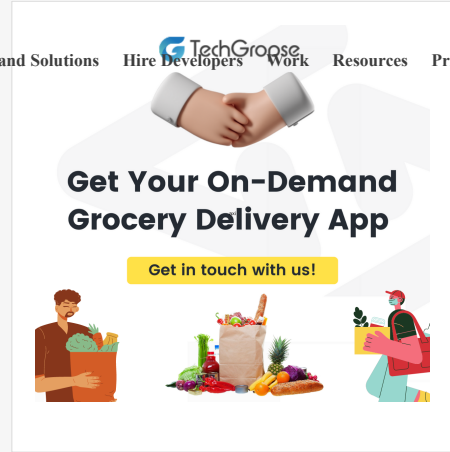 TechGropse
and Solutions Hire Developers Work Resources Pr
Get Your On-Demand
Grocery Delivery App
Get in touch with us!